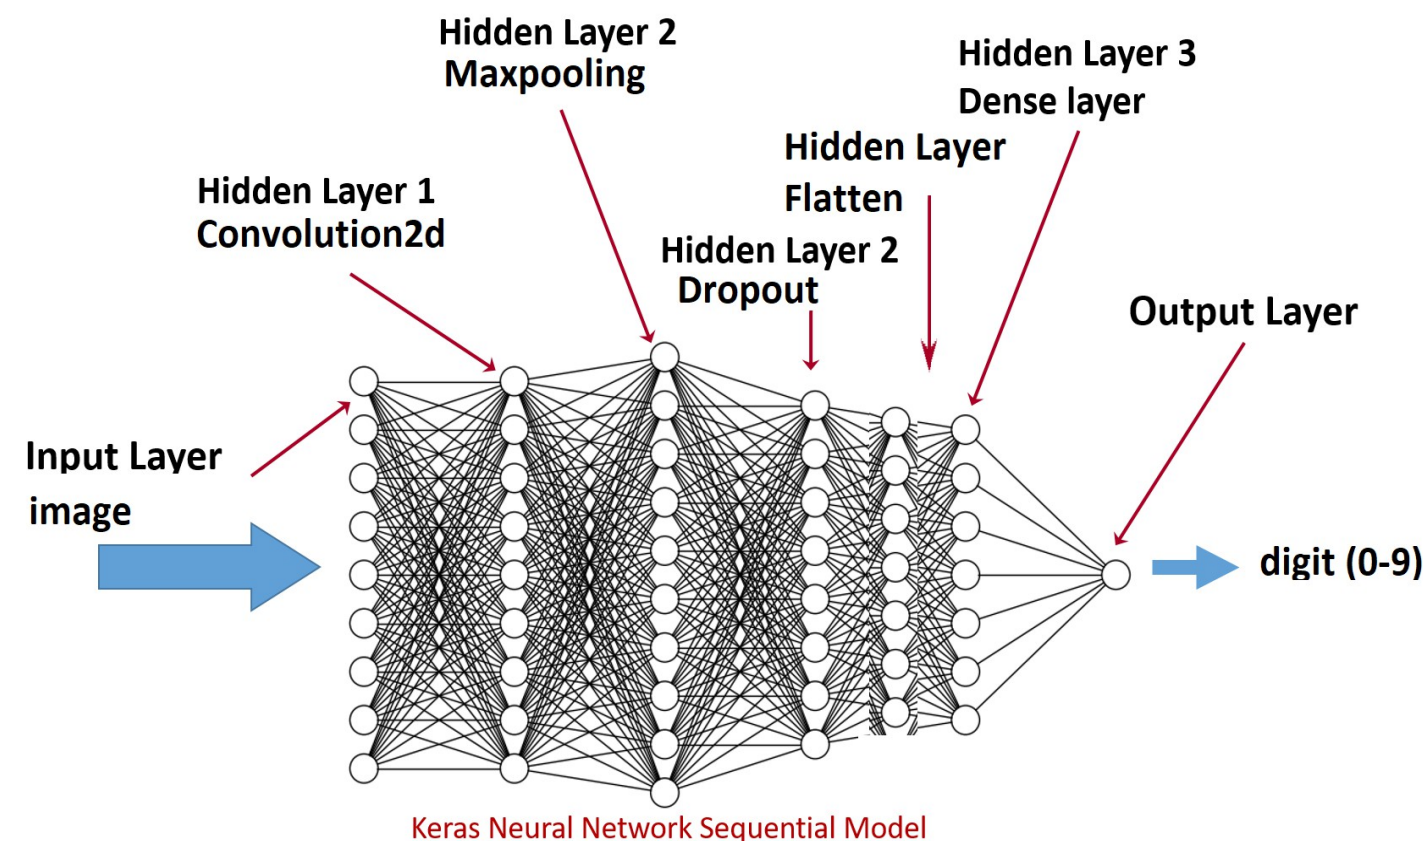 Hidden Layer 2
Maxpooling
Hidden Layer 3
Dense layer
Hidden Layer
Flatten
Hidden Layer 1
Convolution2d
Hidden Layer 2
Dropout
Output Layer
Input Layer
image
digit (0-9)
Keras Neural Network Sequential Model